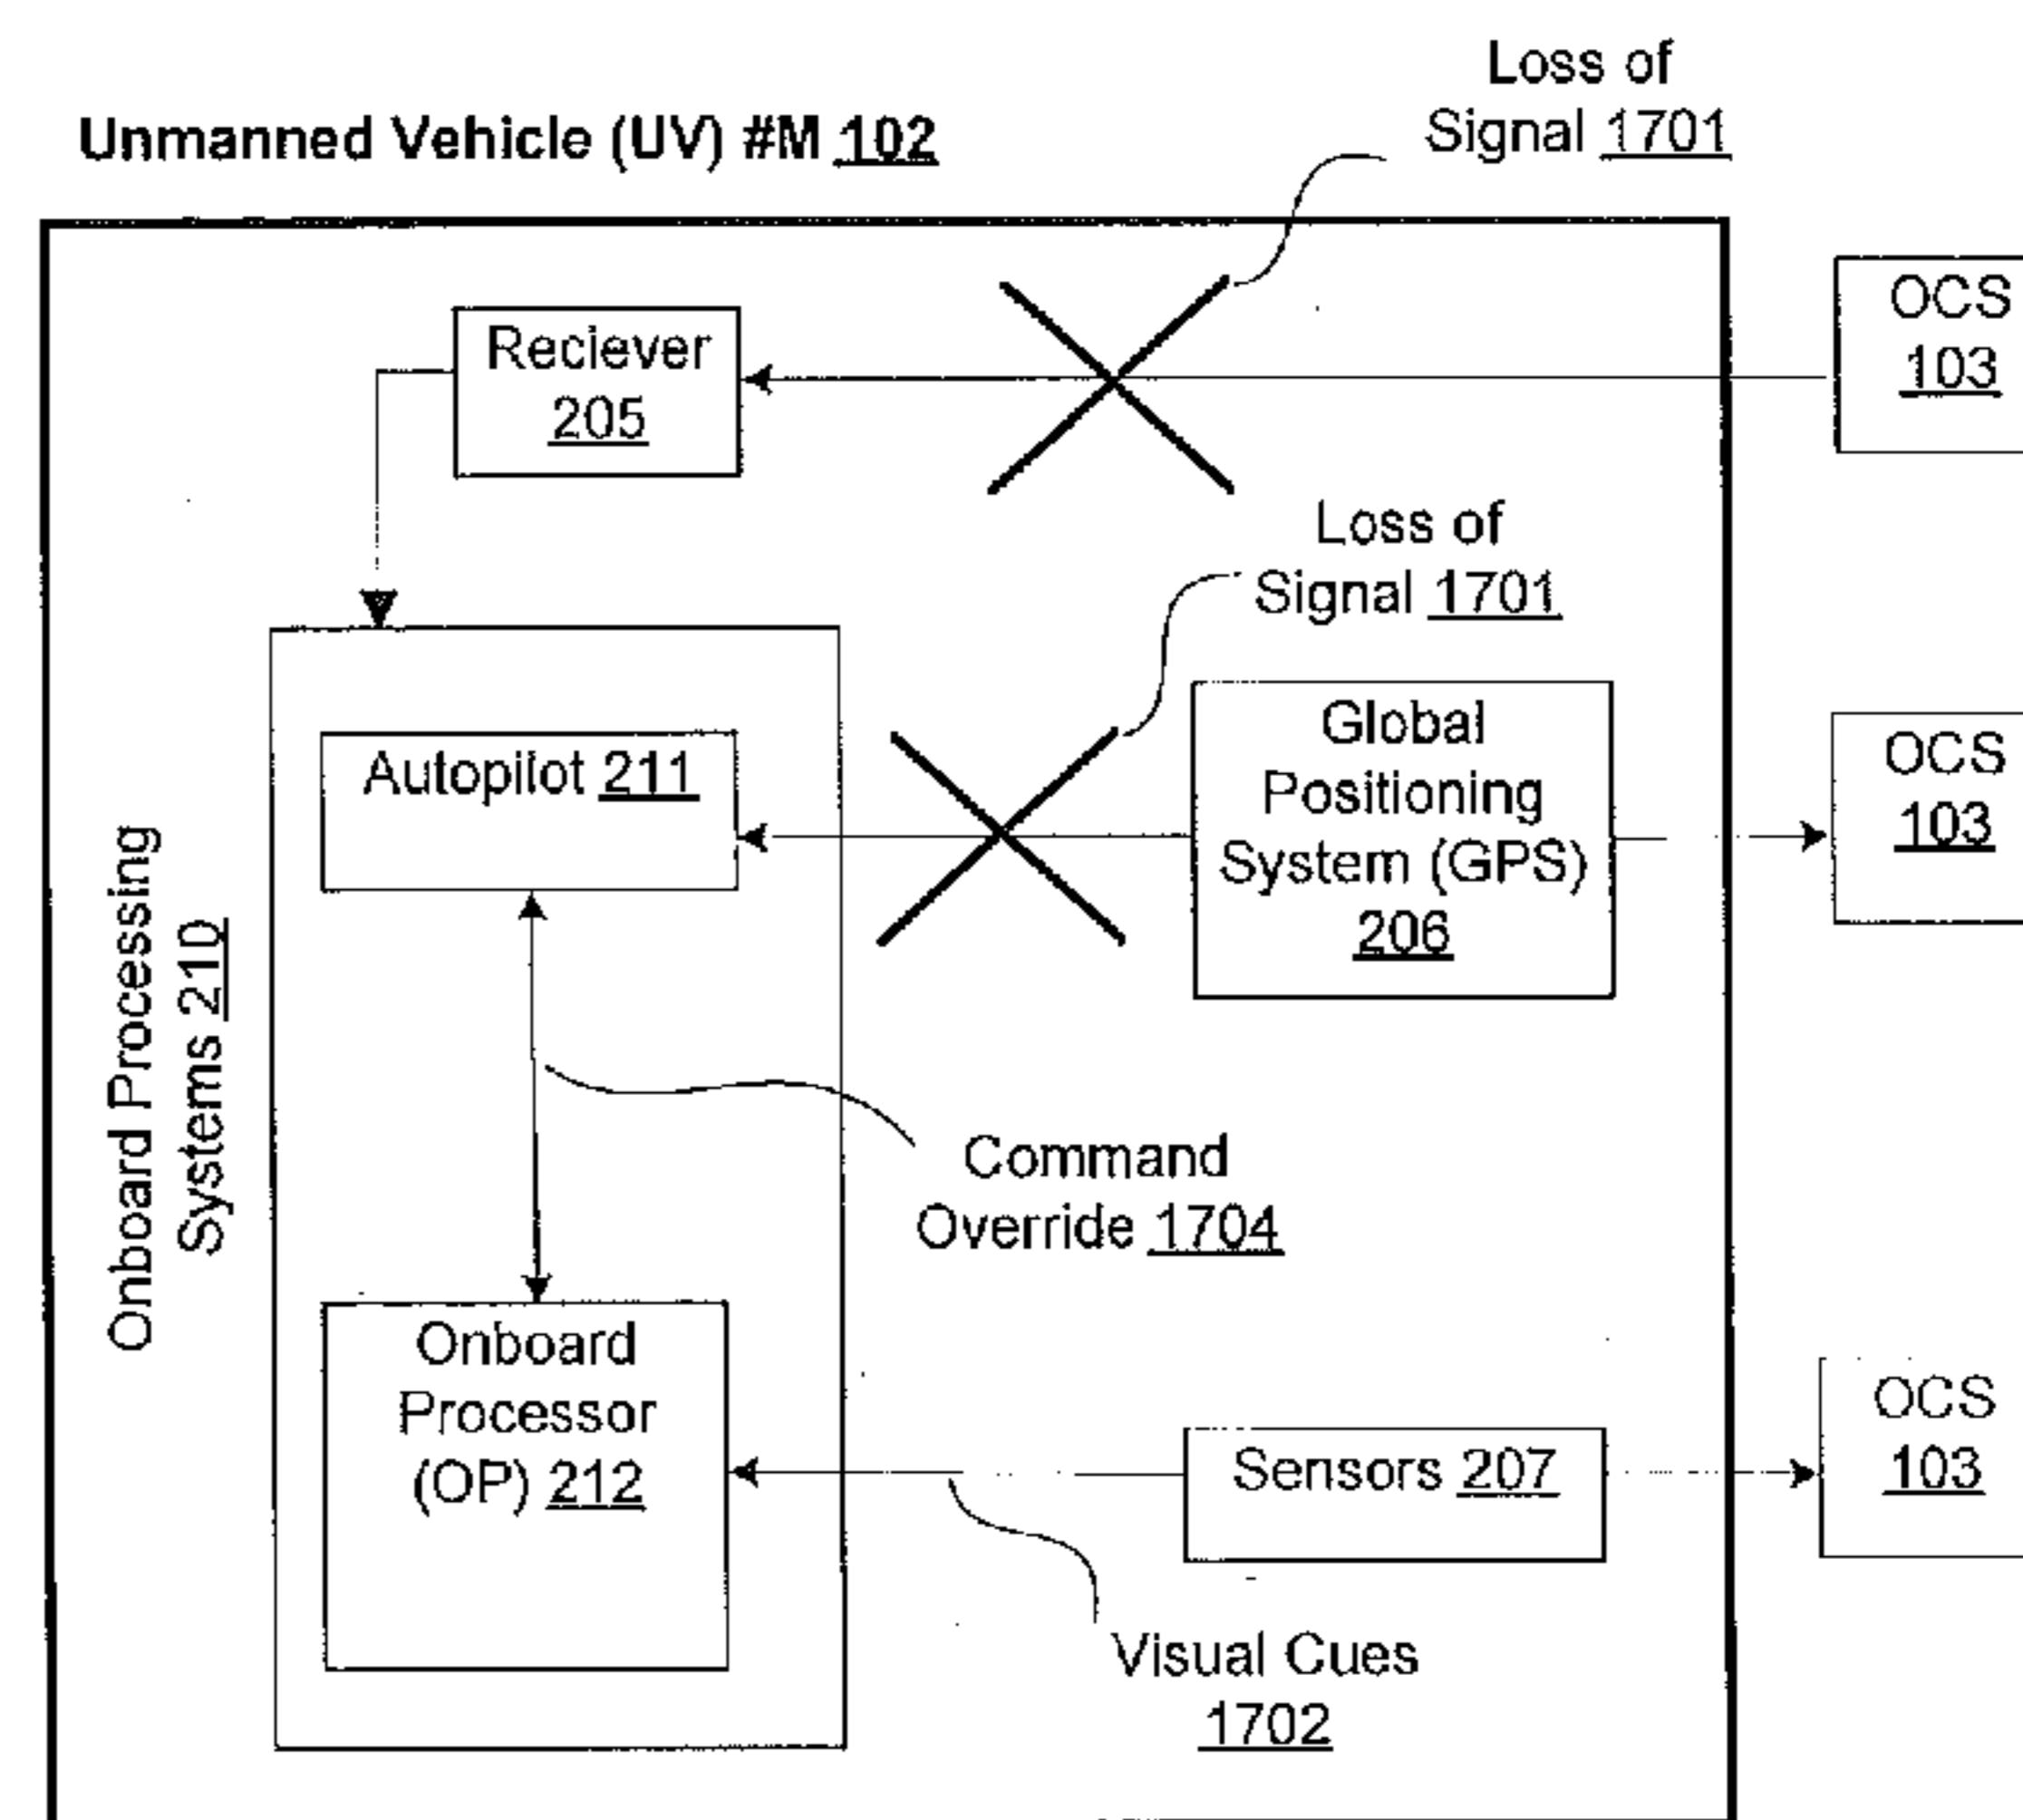 Loss of
Signal 1701
Unmanned Vehicle (UV) #M 102
Reciever
205
OCS
103
Loss of
Signal 1701
Autopilot 211
Global
Positioning
System (GPS)
206
OCS
103
Onboard Processing
Systems 210
Command
Override 1704
Onboard
Processor
(OP) 212
Sensors 207
OCS
103
Visual Cues
1702